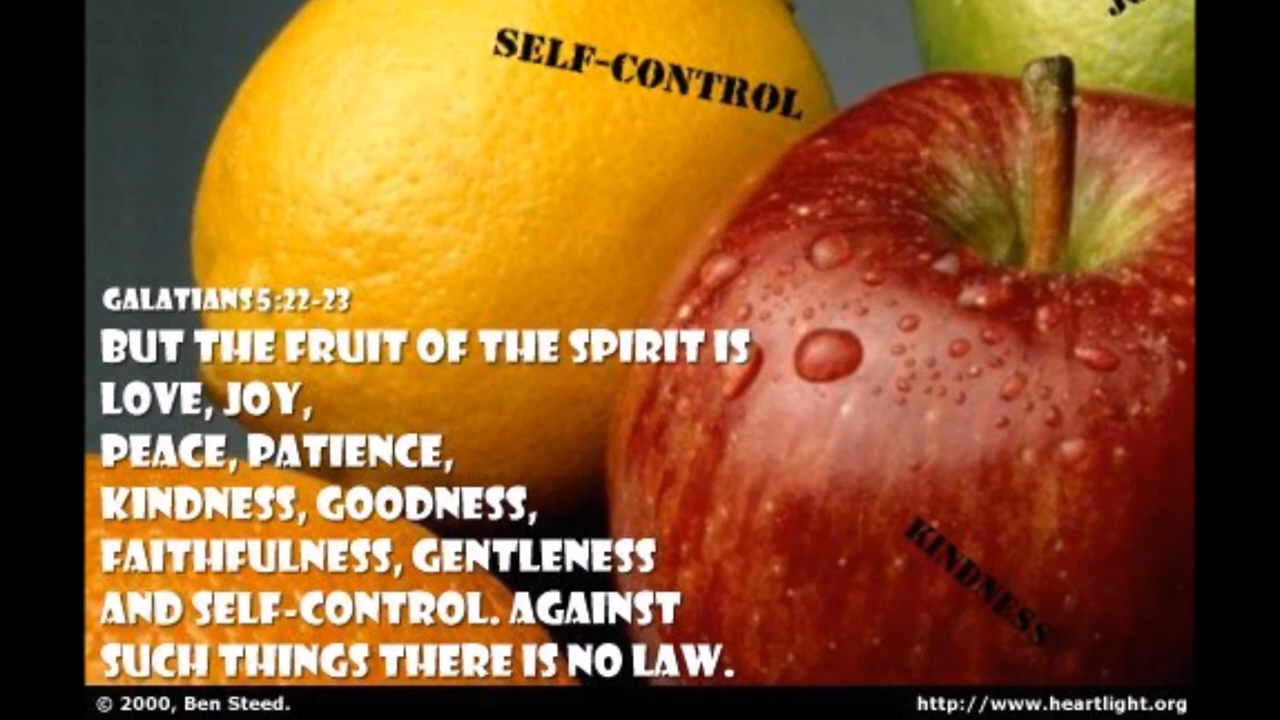 SELF-CONTROL
GALATIANS 5:22-23
BUT THE FRUIT OF THE SPIRIT IS
LOVE, JOY,
PEACE, PATIENCE,
KINDNESS, GOODNESS,
FAITHFULNESS, GENTLENESS
AND SELF-CONTROL. AGAINST
SUCH THINGS THERE IS NO LAW.
KINDNESS
© 2000, Ben Steed.
http://www.heartlight.org